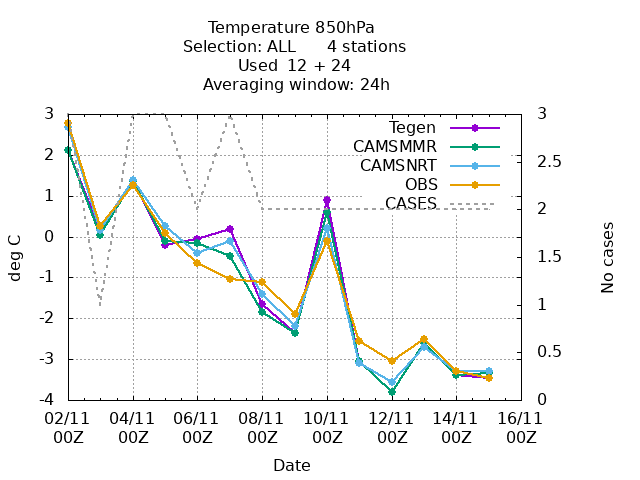 Temperature 850hPa
Selection: ALL 4 stations
Used 12 + 24
Averaging window: 24h
3
2
1
0
-1
-2
-3
-4
deg C
Tegen
CAMSMMR
CAMSNRT
OBS
CASES
3
2.5
2
1.5
1
0.5
0
No cases
02/11 04/11 06/11 08/11 10/11 12/11 14/11 16/11
00Z 00Z 00Z 00Z 00Z 00Z 00Z 00Z
Date